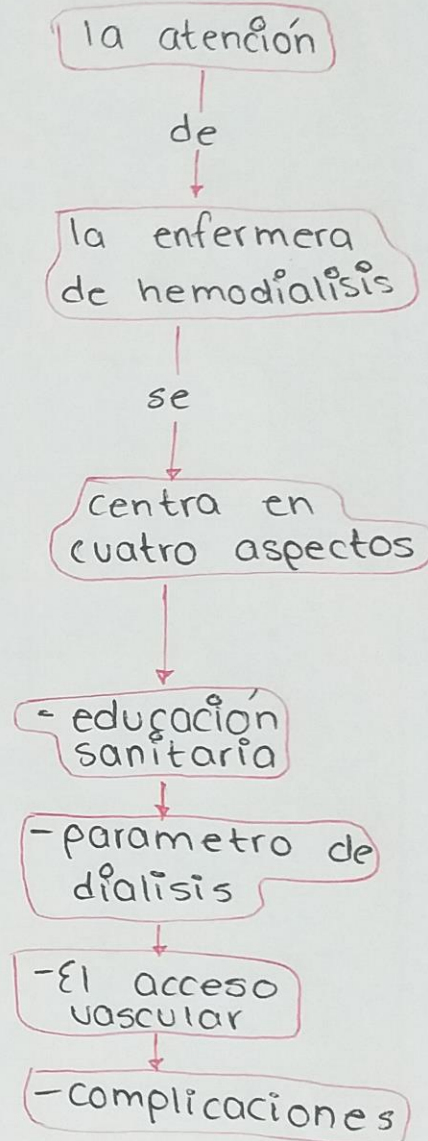 la atención
de
la enfermera
de hemodialisis
se
centra en
cuatro aspectos
- educación
sanitaria
- parametro de
dialisis
- El acceso
vascular
- complicaciones